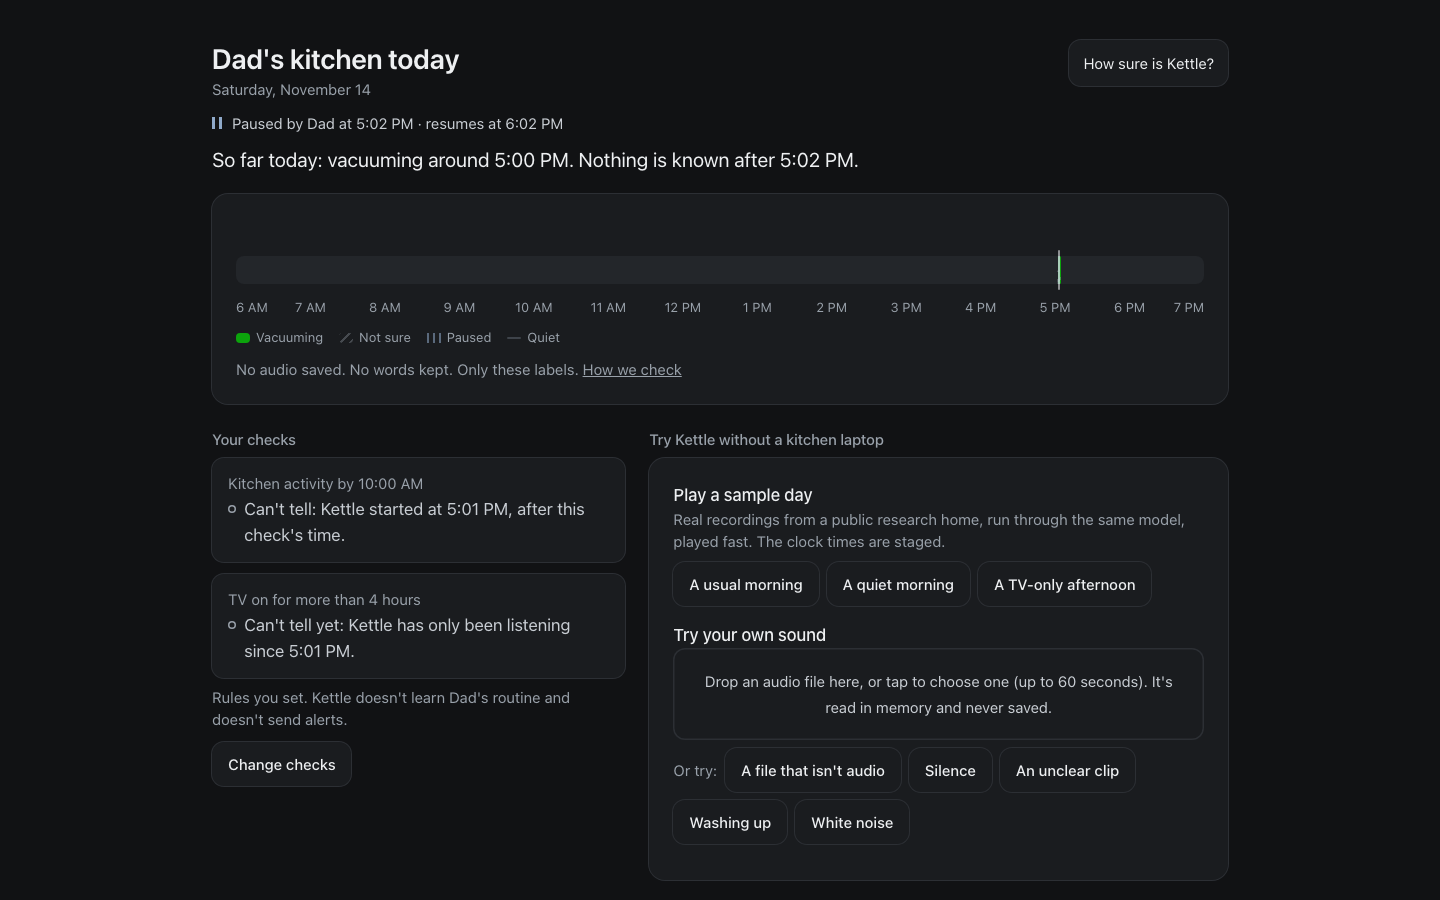 Dad's kitchen today
How sure is Kettle?
Saturday, November 14
Paused by Dad at 5:02 PM · resumes at 6:02 PM
So far today: vacuuming around 5:00 PM. Nothing is known after 5:02 PM.
6 AM 7 AM 8 AM 9 AM 10 AM 11 AM 12 PM 1 PM 2 PM 3 PM 4 PM 5 PM 6 PM 7 PM
Vacuuming Not sure Paused Quiet
No audio saved. No words kept. Only these labels. How we check
Your checks
Kitchen activity by 10:00 AM
Can't tell: Kettle started at 5:01 PM, after this
check's time.
TV on for more than 4 hours
Can't tell yet: Kettle has only been listening
since 5:01 PM.
Rules you set. Kettle doesn't learn Dad's routine and
doesn't send alerts.
Change checks
Try Kettle without a kitchen laptop
Play a sample day
Real recordings from a public research home, run through the same model,
played fast. The clock times are staged.
A usual morning A quiet morning A TV-only afternoon
Try your own sound
Drop an audio file here, or tap to choose one (up to 60 seconds). It's
read in memory and never saved.
Or try: A file that isn't audio Silence An unclear clip
Washing up White noise